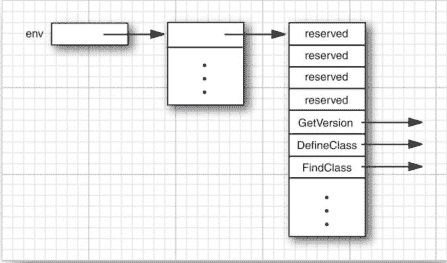 env
reserved
reserved
reserved
reserved
GetVersion
DefineClass
FindClass